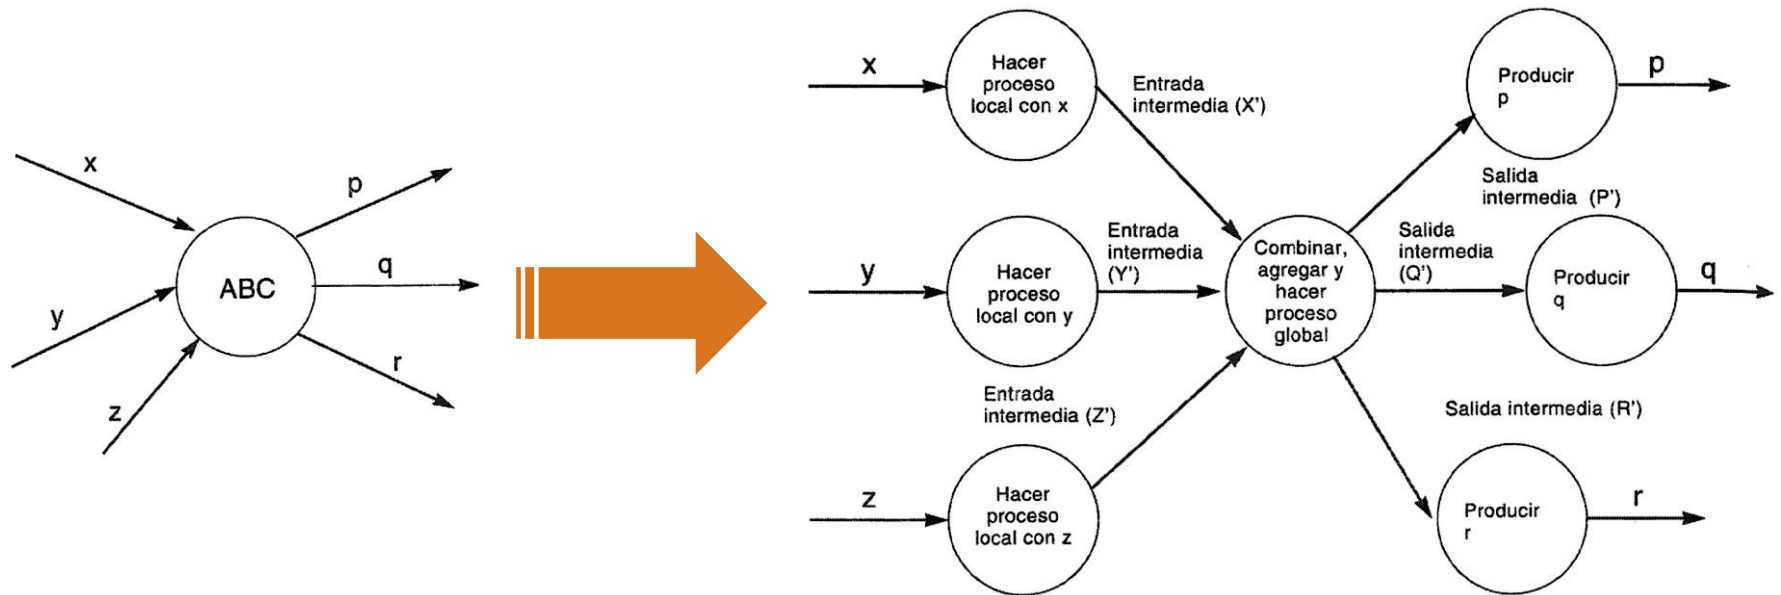 x
y
z
ABC
p
q
r
x
Hacer
proceso
local con x
Entrada
intermedia (X')
Producir
p
p
Salida
intermedia (P')
y
Hacer
proceso
local con y
Entrada
intermedia
(Y')
Combinar,
agregar y
hacer
proceso
global
Salida
intermedia
(Q')
Producir
q
q
Entrada
intermedia (Z')
Salida intermedia (R')
z
Hacer
proceso
local con z
Producir
r
r